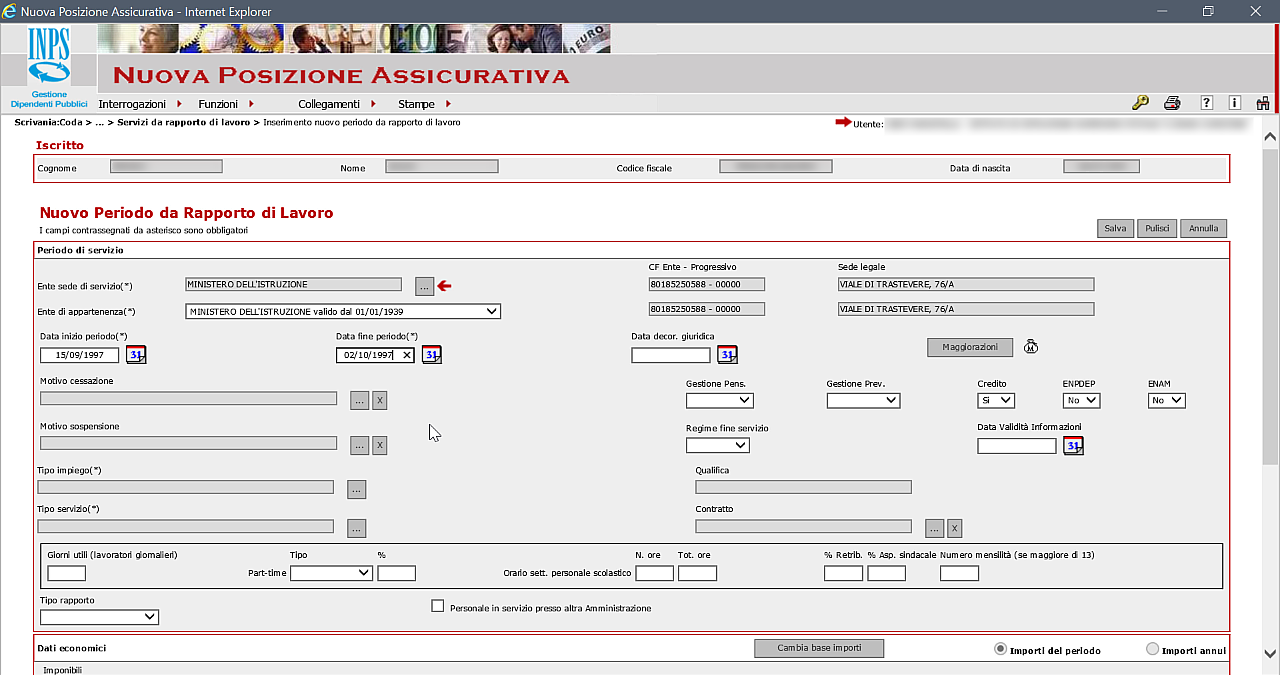 Nuova Posizione Assicurativa - Internet Explorer
INPS
Gestione
Dipendenti Pubblici
EURO
NUOVA POSIZIONE ASSICURATIVA
Interrogazioni Funzioni Collegamenti Stampe
Scrivania:Coda > ... > Servizi da rapporto di lavoro > Inserimento nuovo periodo da rapporto di lavoro
Utente:
Iscritto
Cognome Nome Codice fiscale Data di nascita
Nuovo Periodo da Rapporto di Lavoro
I campi contrassegnati da asterisco sono obbligatori
Salva Pulisci Annulla
Periodo di servizio
CF Ente - Progressivo Sede legale
Ente sede di servizio(*) MINISTERO DELL'ISTRUZIONE ... 80185250588 - 00000 VIALE DI TRASTEVERE, 76/A
Ente di appartenenza(*) MINISTERO DELL'ISTRUZIONE valido dal 01/01/1939 80185250588 - 00000 VIALE DI TRASTEVERE, 76/A
Data inizio periodo(*) Data fine periodo(*) Data decor. giuridica
15/09/1997 31 02/10/1997 X 31 31 Maggiorazioni M
Motivo cessazione Gestione Pens. Gestione Prev. Credito ENPDEP ENAM
... X Si No No
Motivo sospensione Regime fine servizio Data Validità Informazioni
... X 31
Tipo impiego(*) Qualifica
...
Tipo servizio(*) Contratto
... ... X
Giorni utili (lavoratori giornalieri) Tipo % N. ore Tot. ore % Retrib. % Asp. sindacale Numero mensilità (se maggiore di 13)
Part-time Orario sett. personale scolastico
Tipo rapporto
Personale in servizio presso altra Amministrazione
Dati economici Cambia base importi Importi del periodo Importi annui
Imponibili